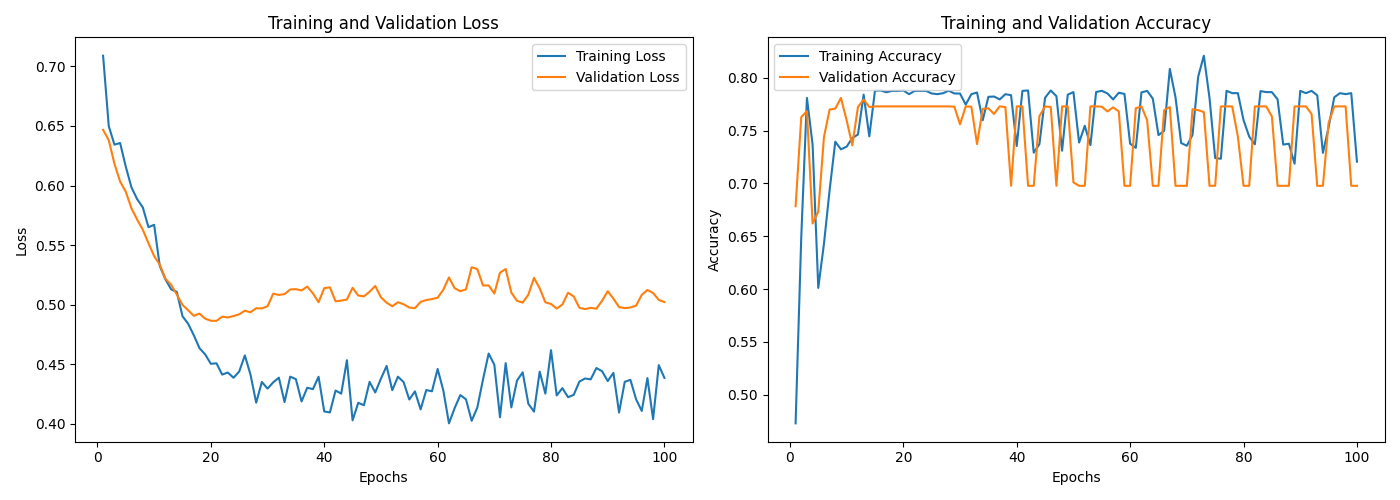 Training and Validation Loss
Training Loss
Validation Loss
0.70
0.65
0.60
0.55
0.50
0.45
0.40
Loss
0 20 40 60 80 100
Epochs
Training and Validation Accuracy
Training Accuracy
Validation Accuracy
0.80
0.75
0.70
0.65
0.60
0.55
0.50
Accuracy
0 20 40 60 80 100
Epochs